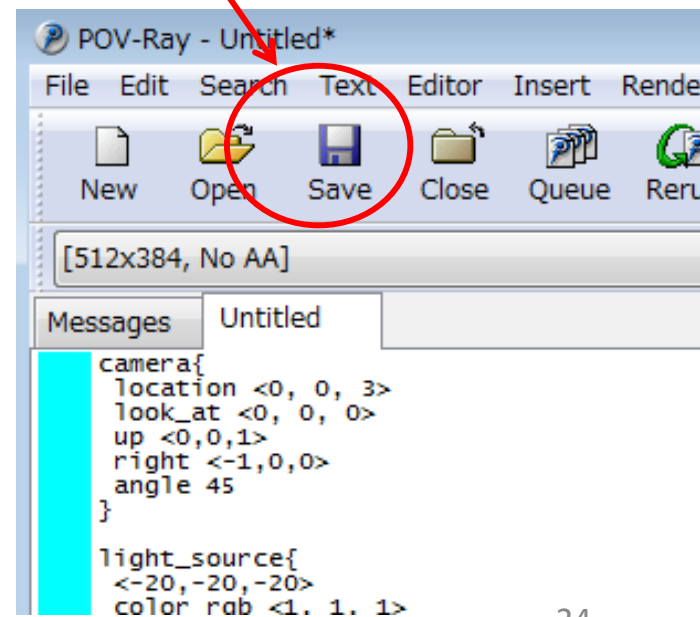 POV-Ray - Untitled*
File Edit Search Text Editor Insert Rende
New Open Save Close Queue Reru
[512x384, No AA]
Messages Untitled
camera{
location <0, 0, 3>
look_at <0, 0, 0>
up <0,0,1>
right <-1,0,0>
angle 45
}
light_source{
<-20,-20,-20>
color rgb <1, 1, 1>